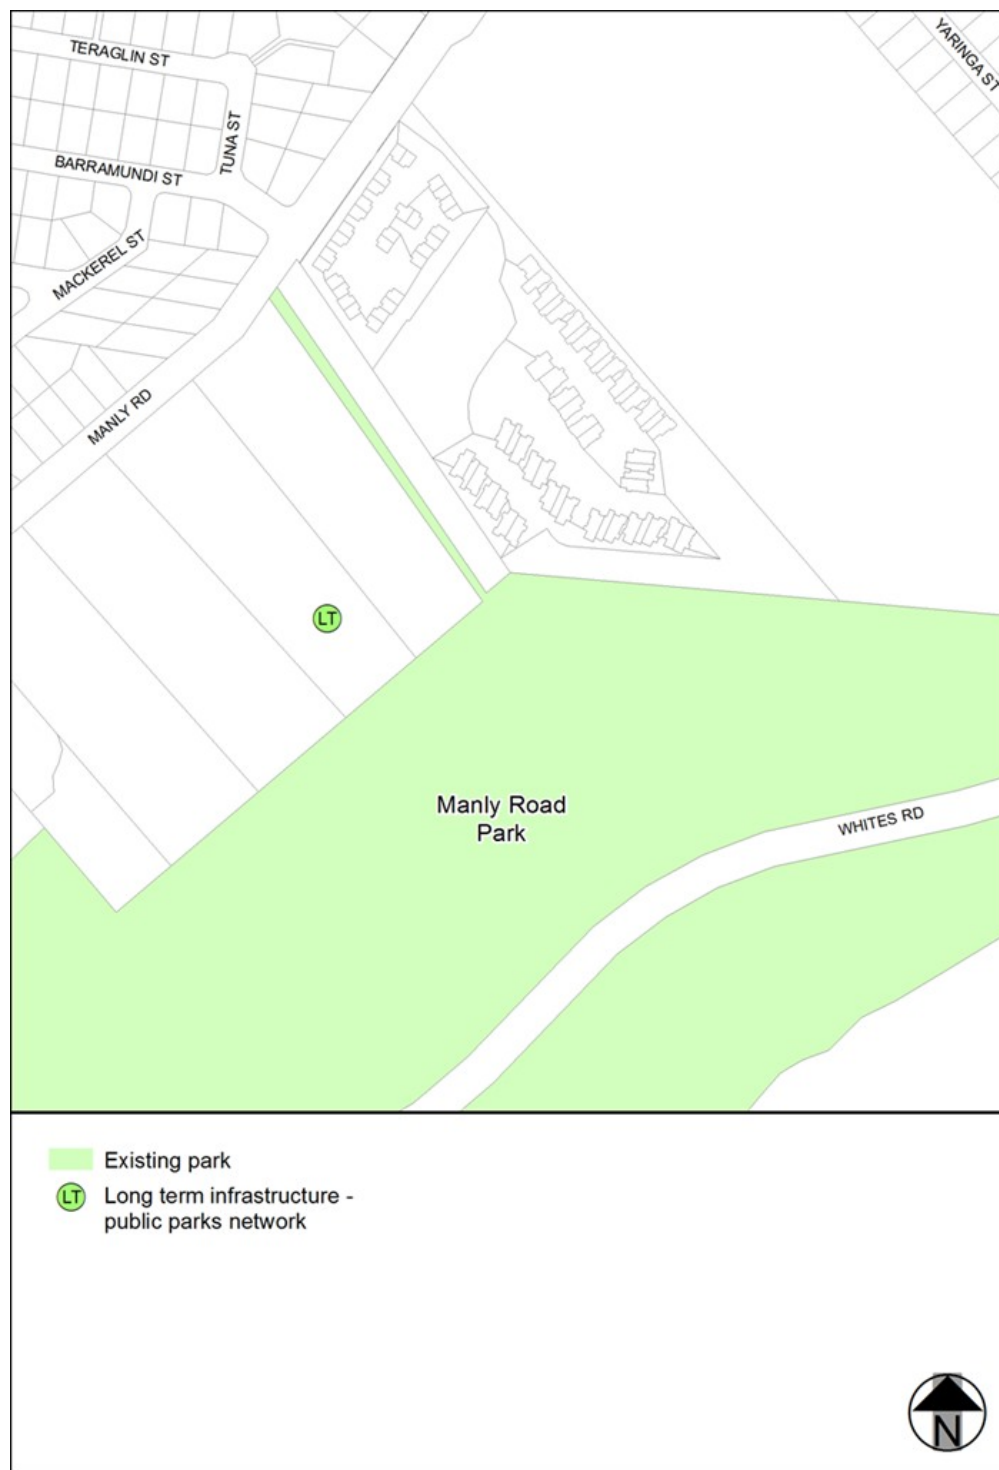 TERAGLIN ST
YARINGA ST
TUNA ST
BARRAMUNDI ST
MACKEREL ST
MANLY RD
LT
Manly Road
Park
WHITES RD
Existing park
LT
Long term infrastructure -
public parks network
N